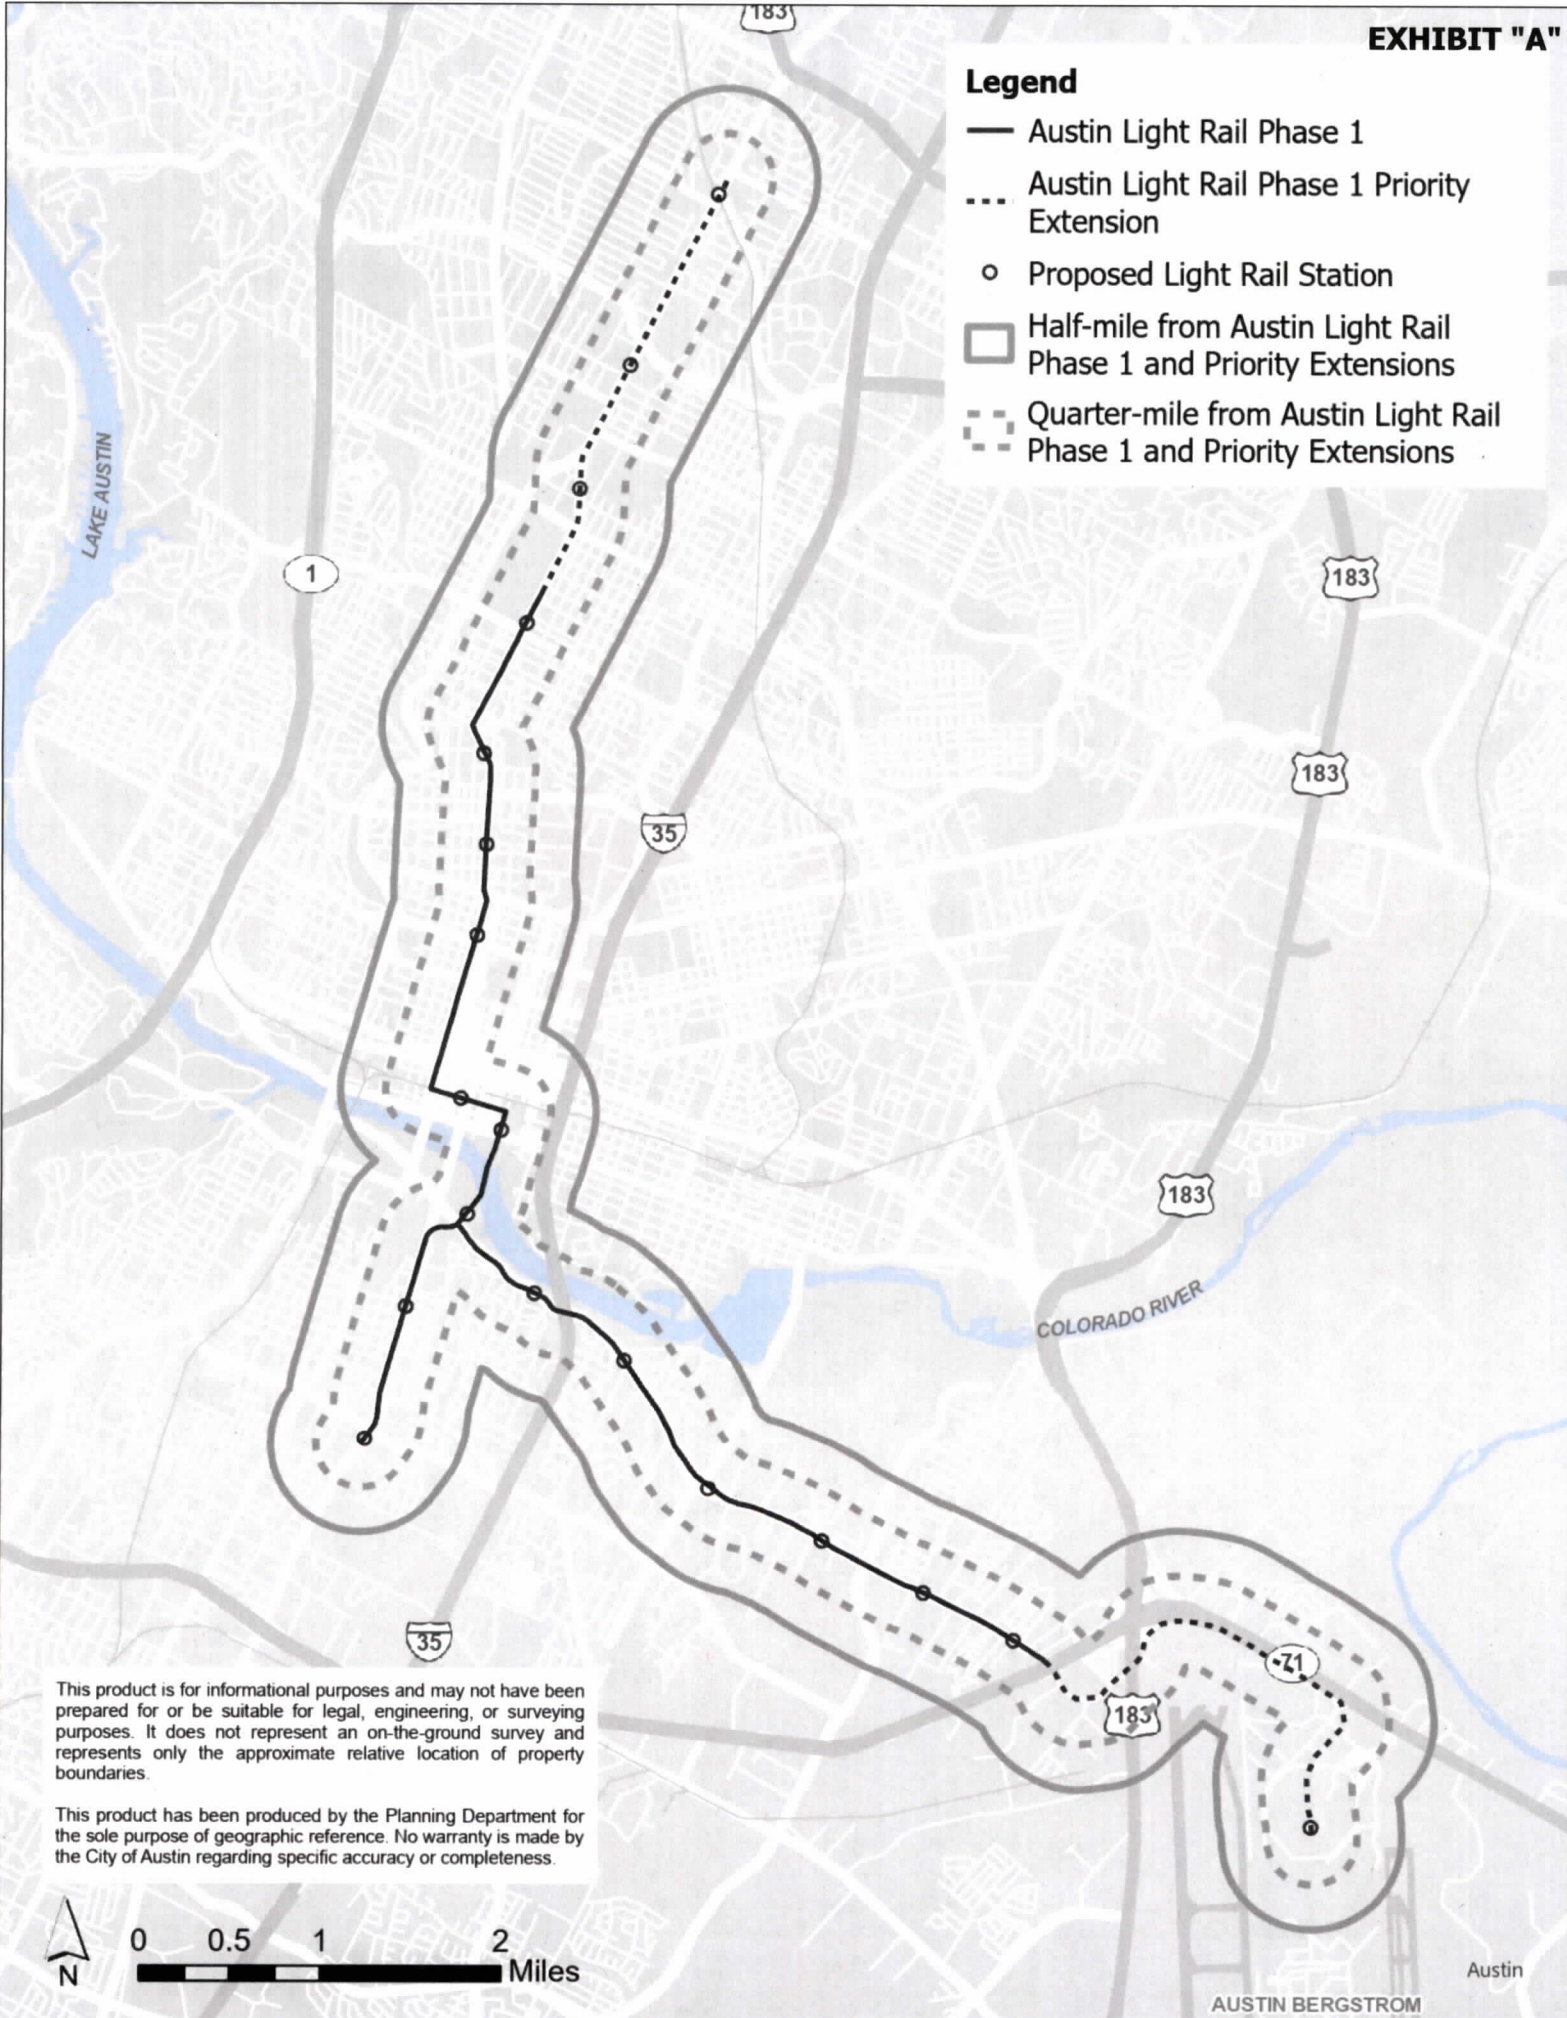 183
EXHIBIT "A"
Legend
Austin Light Rail Phase 1
Austin Light Rail Phase 1 Priority
Extension
Proposed Light Rail Station
Half-mile from Austin Light Rail
Phase 1 and Priority Extensions
Quarter-mile from Austin Light Rail
Phase 1 and Priority Extensions
LAKE AUSTIN
1
183
183
35
183
COLORADO RIVER
35
71
183
This product is for informational purposes and may not have been
prepared for or be suitable for legal, engineering, or surveying
purposes. It does not represent an on-the-ground survey and
represents only the approximate relative location of property
boundaries.
This product has been produced by the Planning Department for
the sole purpose of geographic reference. No warranty is made by
the City of Austin regarding specific accuracy or completeness.
N
0 0.5 1 2
Miles
Austin
AUSTIN BERGSTROM